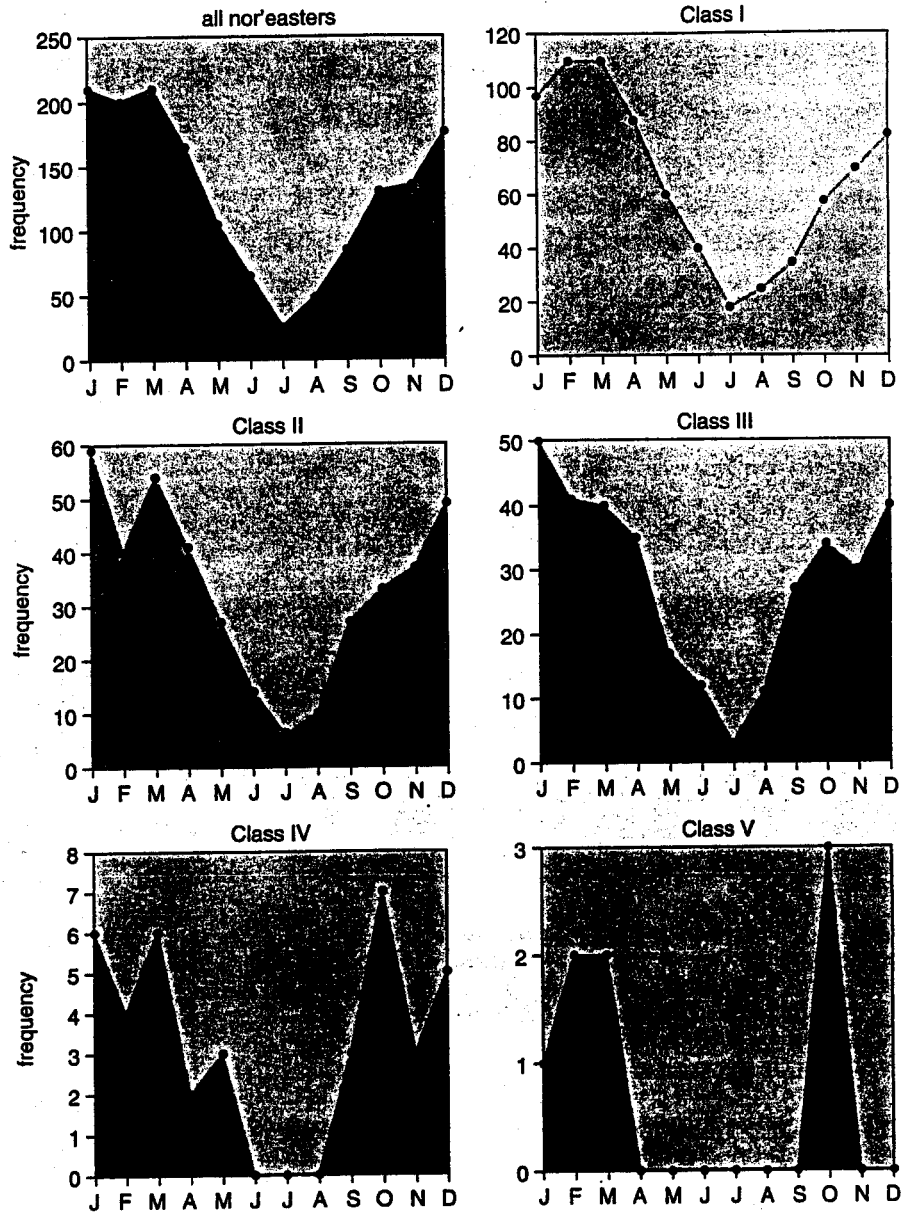 all nor'easters
250
200
150
100
50
0
frequency
J F M A M J J A S O N D
Class I
120
100
80
60
40
20
0
J F M A M J J A S O N D
Class II
60
50
40
30
20
10
0
frequency
J F M A M J J A S O N D
Class III
50
40
30
20
10
0
J F M A M J J A S O N D
Class IV
8
7
6
5
4
3
2
1
0
frequency
J F M A M J J A S O N D
Class V
3
2
1
0
J F M A M J J A S O N D